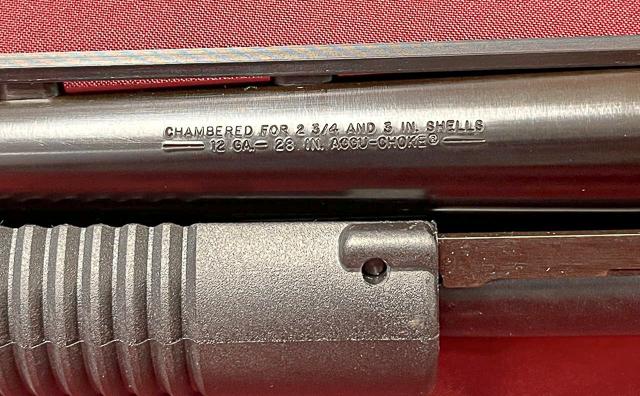 CHAMBERED FOR 2 3/4 AND 3 IN. SHELLS
12 GA.— 28 IN. ACCU-CHOKE®